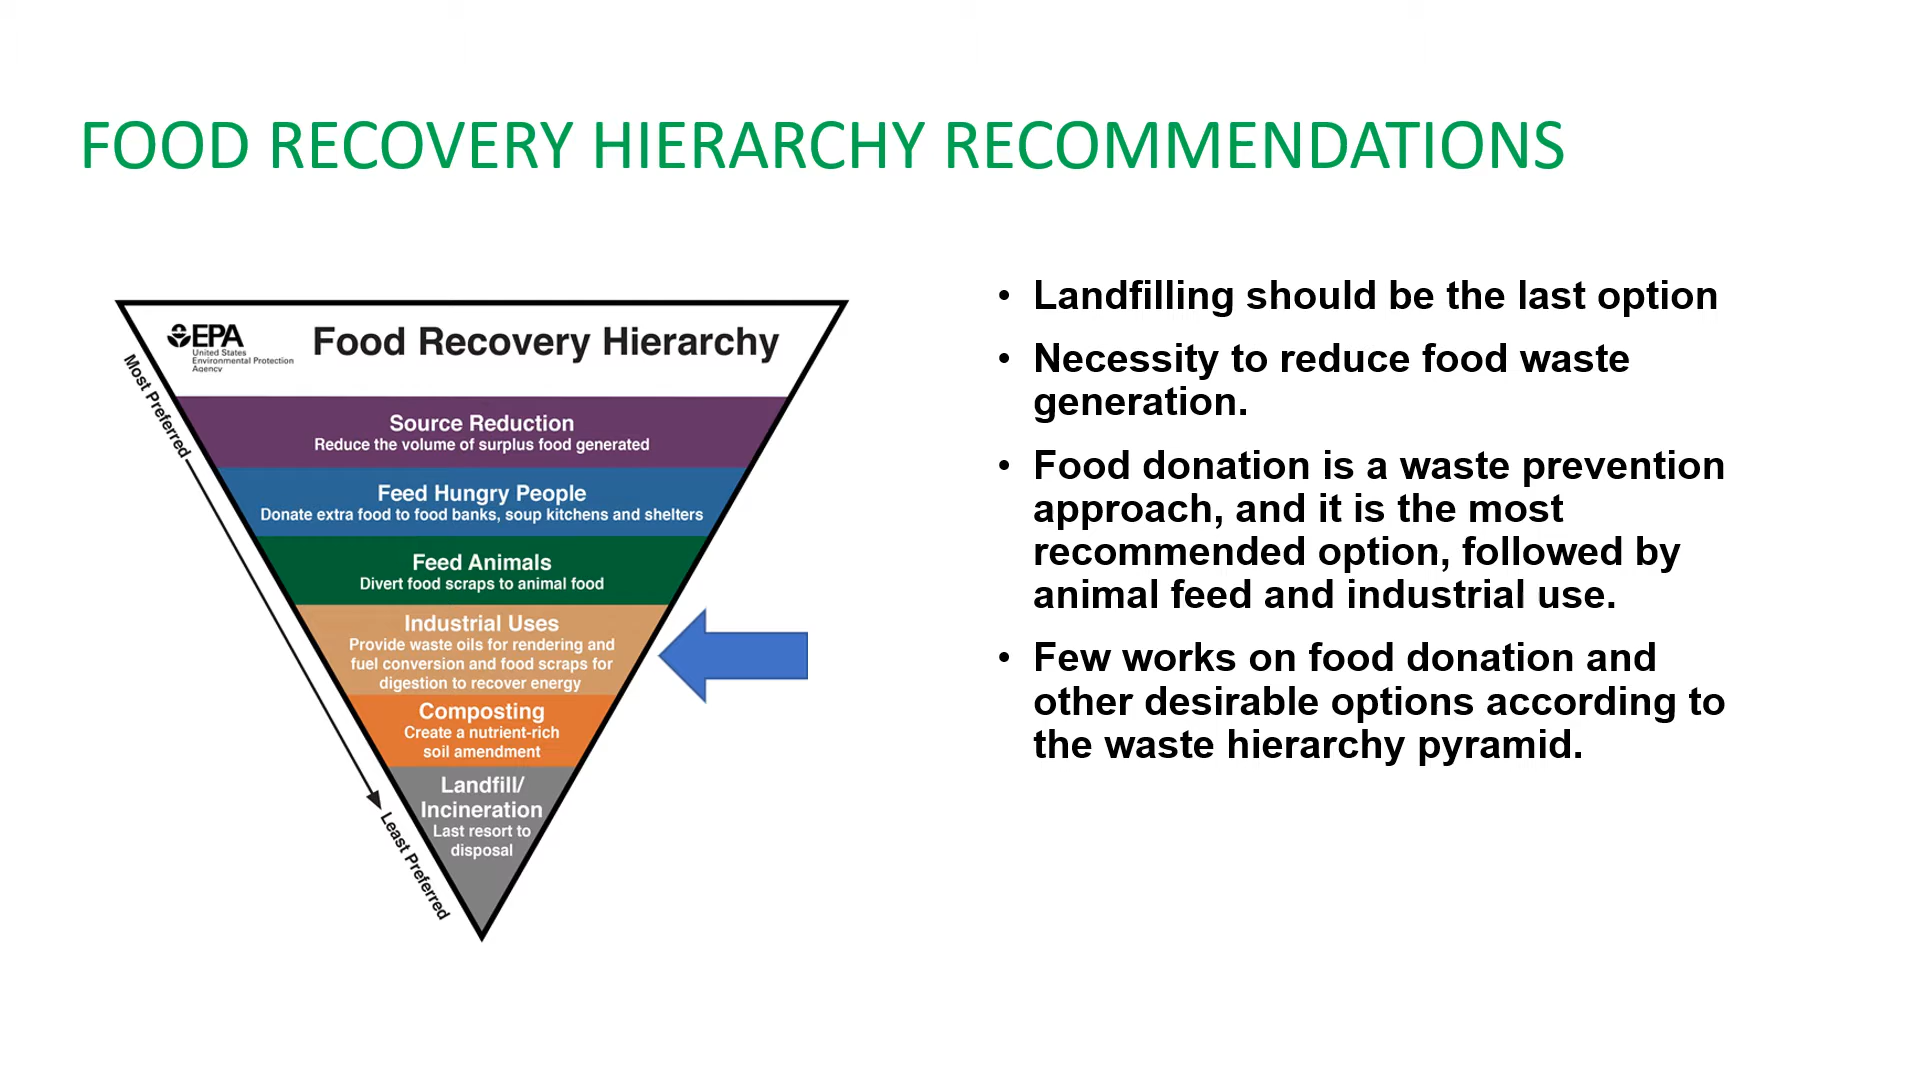 FOOD RECOVERY HIERARCHY RECOMMENDATIONS
EPA
United States
Environmental Protection
Agency
Food Recovery Hierarchy
Most Preferred
Source Reduction
Reduce the volume of surplus food generated
Feed Hungry People
Donate extra food to food banks, soup kitchens and shelters
Feed Animals
Divert food scraps to animal food
Industrial Uses
Provide waste oils for rendering and
fuel conversion and food scraps for
digestion to recover energy
Composting
Create a nutrient-rich
soil amendment
Landfill/
Incineration
Last resort to
disposal
Least Preferred
• Landfilling should be the last option
• Necessity to reduce food waste
generation.
• Food donation is a waste prevention
approach, and it is the most
recommended option, followed by
animal feed and industrial use.
• Few works on food donation and
other desirable options according to
the waste hierarchy pyramid.